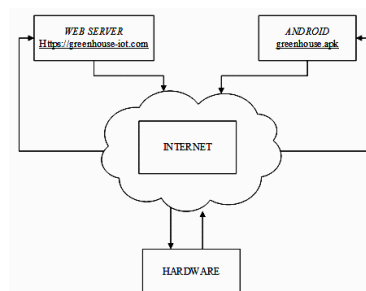 WEB SERVER
Https://greenhouse-iot.com
ANDROID
greenhouse.apk
INTERNET
HARDWARE